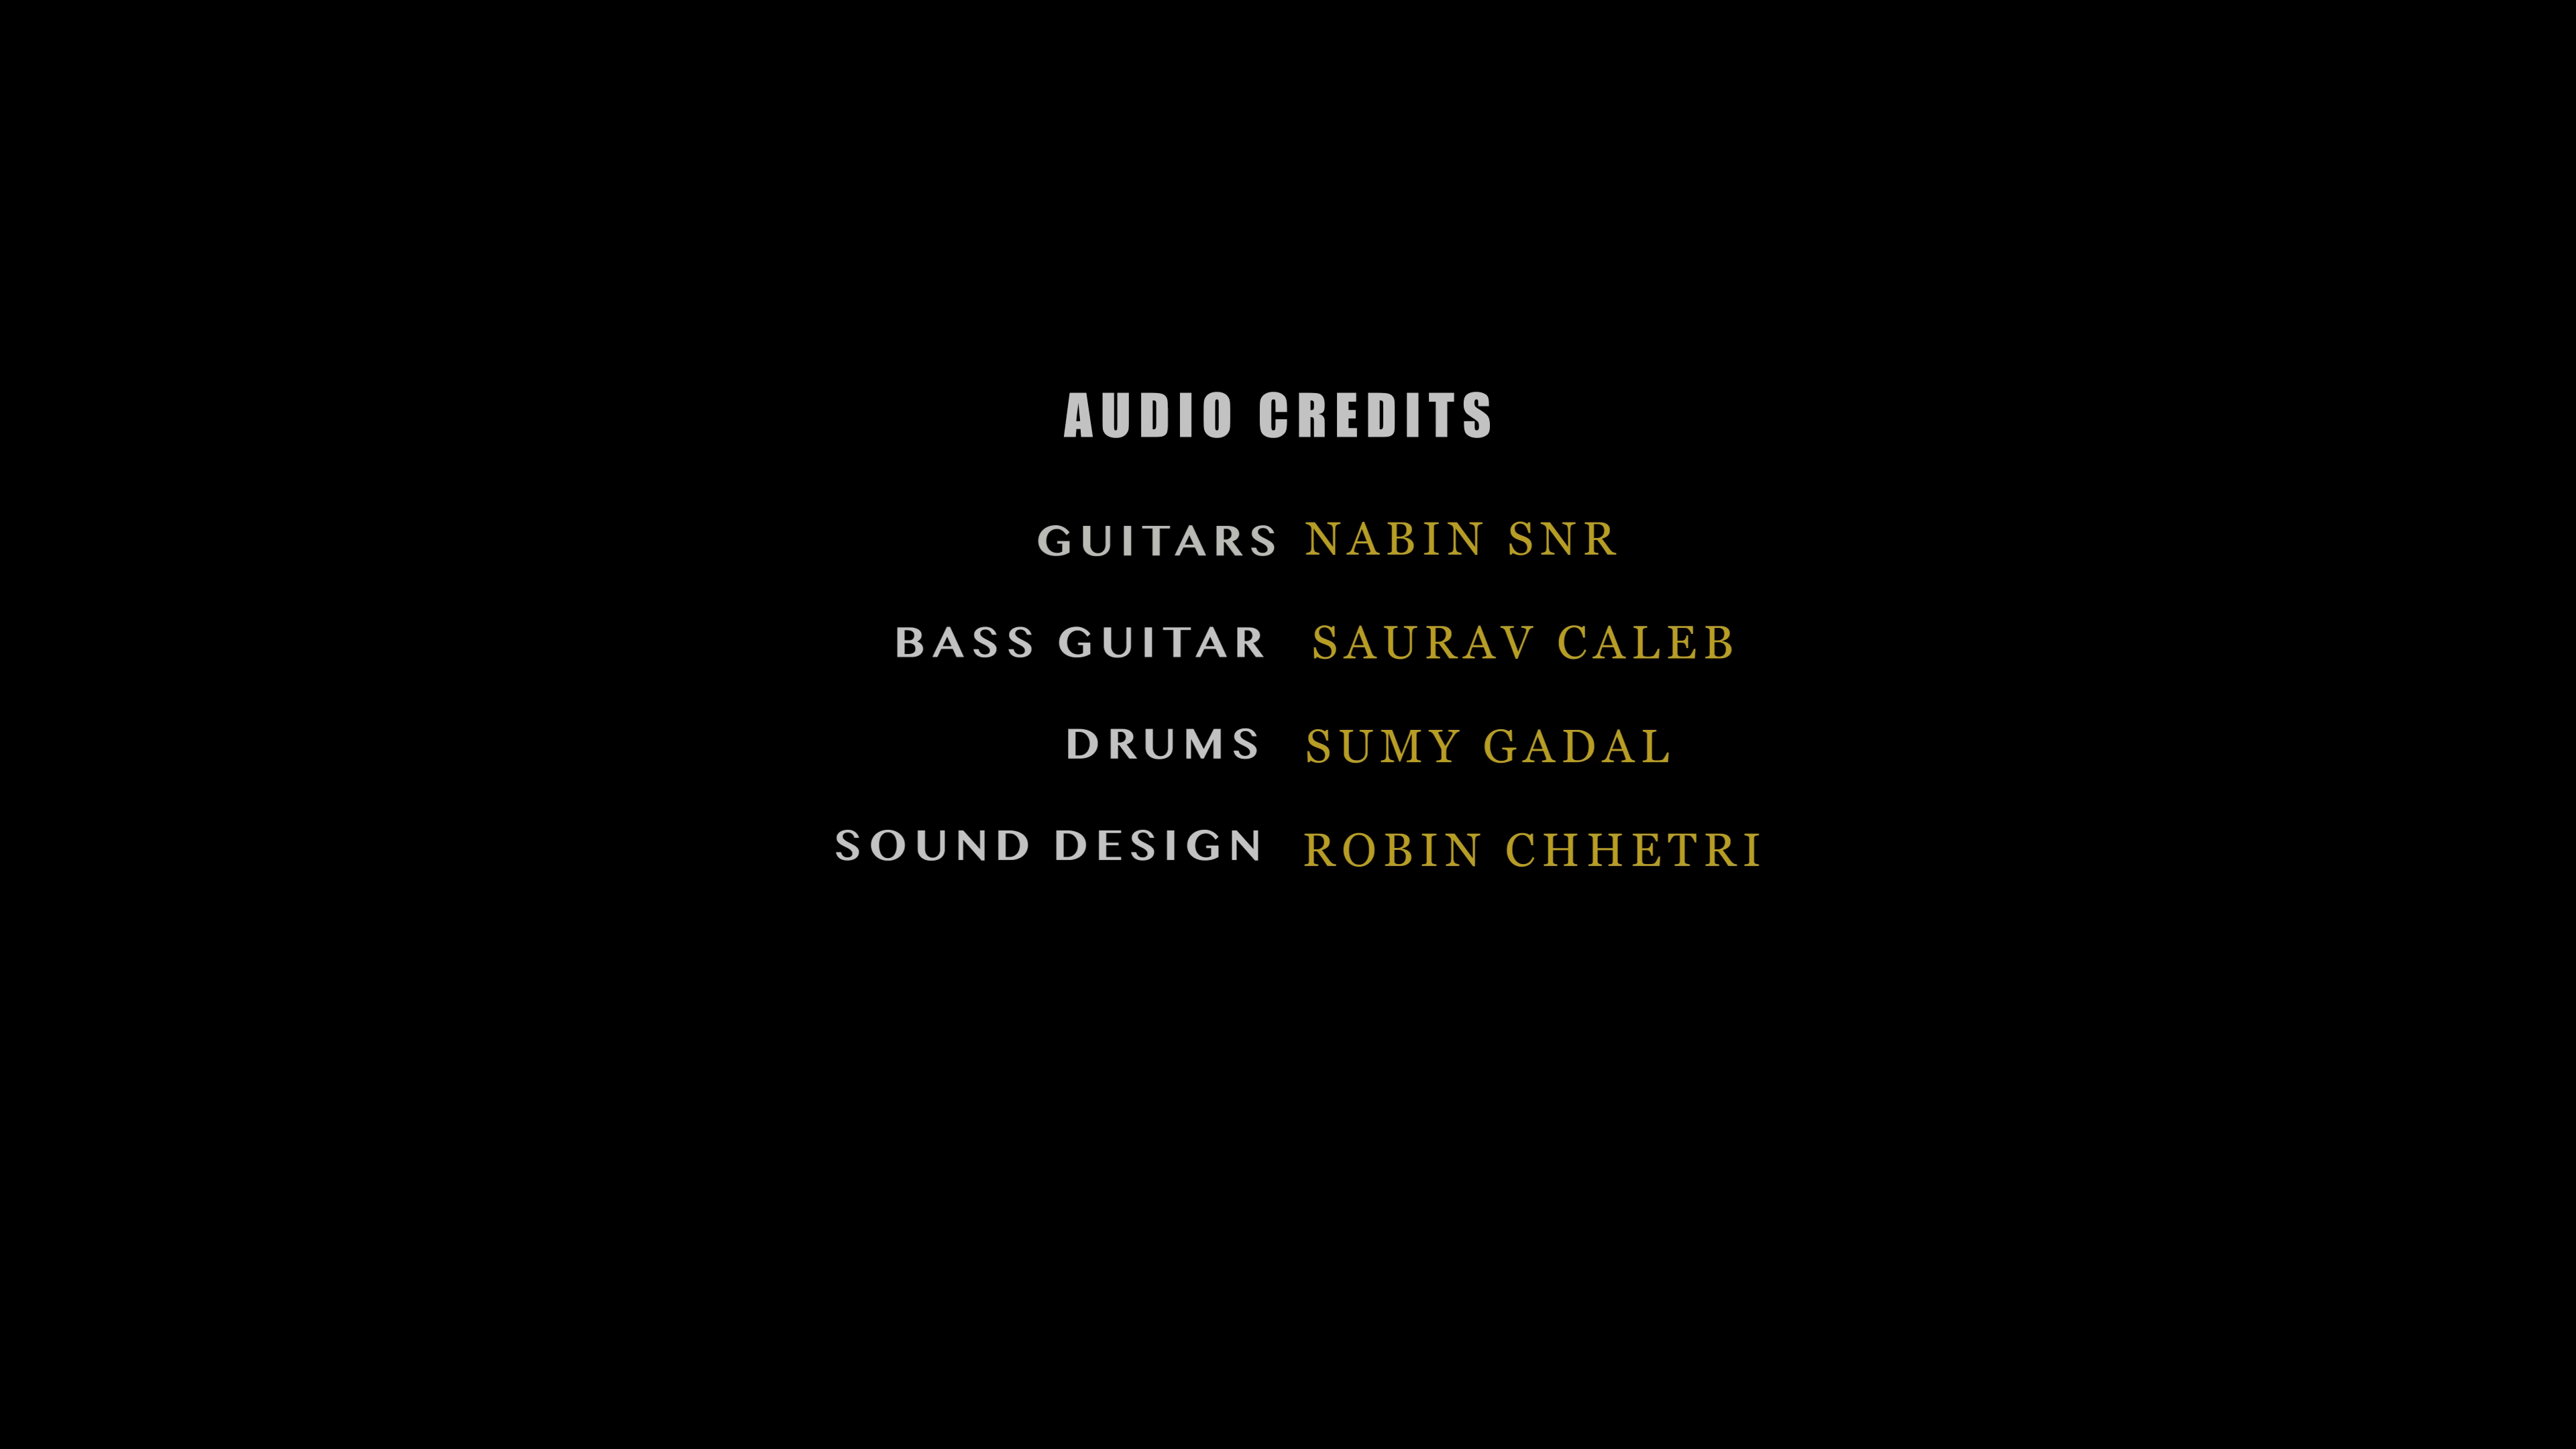 AUDIO CREDITS
GUITARS NABIN SNR
BASS GUITAR SAURAV CALEB
DRUMS SUMY GADAL
SOUND DESIGN ROBIN CHHETRI